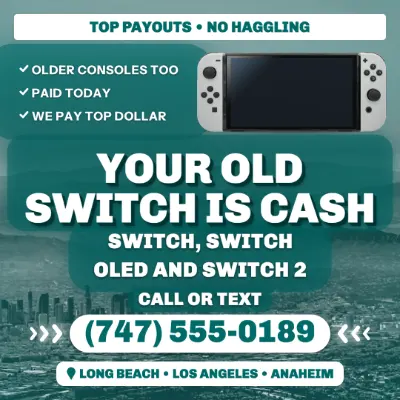 TOP PAYOUTS • NO HAGGLING
OLDER CONSOLES TOO
PAID TODAY
WE PAY TOP DOLLAR
YOUR OLD
SWITCH IS CASH
SWITCH, SWITCH
OLED AND SWITCH 2
CALL OR TEXT
(747) 555-0189
LONG BEACH • LOS ANGELES • ANAHEIM